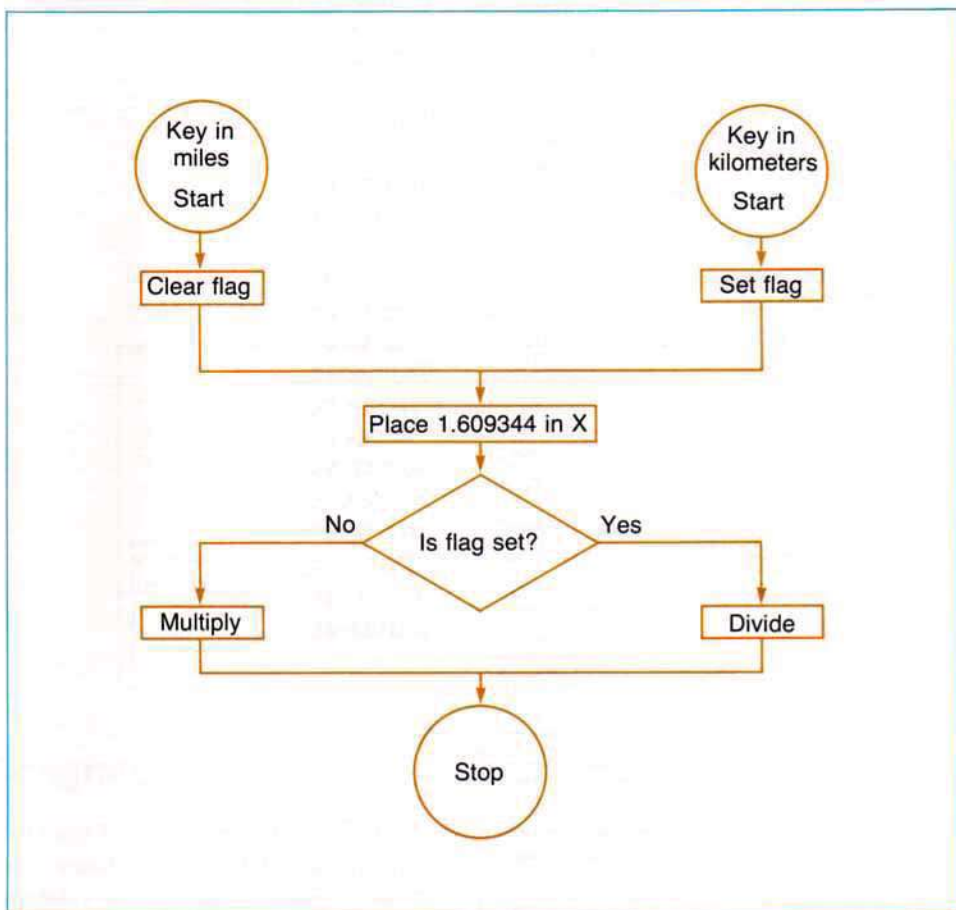 Key in
miles
Start
Key in
kilometers
Start
Clear flag
Set flag
Place 1.609344 in X
Is flag set?
No
Yes
Multiply
Divide
Stop